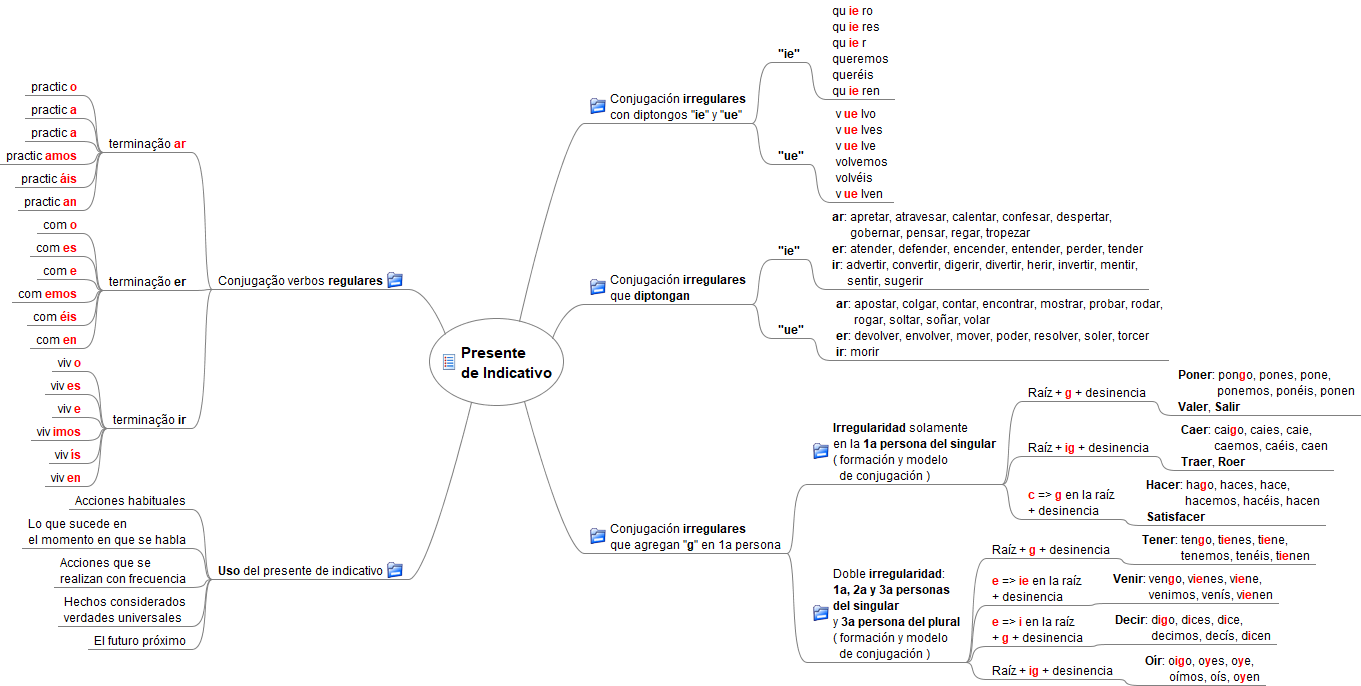 Presente
de Indicativo
Conjugação verbos regulares
terminação ar
practic o
practic a
practic a
practic amos
practic áis
practic an
terminação er
com o
com es
com e
com emos
com éis
com en
terminação ir
viv o
viv es
viv e
viv imos
viv ís
viv en
Uso del presente de indicativo
Acciones habituales
Lo que sucede en
el momento en que se habla
Acciones que se
realizan con frecuencia
Hechos considerados
verdades universales
El futuro próximo
Conjugación irregulares
con diptongos "ie" y "ue"
"ie"
qu ie ro
qu ie res
qu ie r
queremos
queréis
qu ie ren
"ue"
v ue lvo
v ue lves
v ue lve
volvemos
volvéis
v ue lven
Conjugación irregulares
que diptongan
"ie"
ar: apretar, atravesar, calentar, confesar, despertar,
gobernar, pensar, regar, tropezar
er: atender, defender, encender, entender, perder, tender
ir: advertir, convertir, digerir, divertir, herir, invertir, mentir,
sentir, sugerir
"ue"
ar: apostar, colgar, contar, encontrar, mostrar, probar, rodar,
rogar, soltar, soñar, volar
er: devolver, envolver, mover, poder, resolver, soler, torcer
ir: morir
Conjugación irregulares
que agregan "g" en 1a persona
Irregularidad solamente
en la 1a persona del singular
( formación y modelo
de conjugación )
Raíz + g + desinencia
Poner: pongo, pones, pone,
ponemos, ponéis, ponen
Valer, Salir
Raíz + ig + desinencia
Caer: caigo, caies, caie,
caemos, caéis, caen
Traer, Roer
c => g en la raíz
+ desinencia
Hacer: hago, haces, hace,
hacemos, hacéis, hacen
Satisfacer
Doble irregularidad:
1a, 2a y 3a personas
del singular
y 3a persona del plural
( formación y modelo
de conjugación )
Raíz + g + desinencia
Tener: tengo, tienes, tiene,
tenemos, tenéis, tienen
e => ie en la raíz
+ desinencia
Venir: vengo, vienes, viene,
venimos, venís, vienen
e => i en la raíz
+ g + desinencia
Decir: digo, dices, dice,
decimos, decís, dicen
Raíz + ig + desinencia
Oír: oigo, oyes, oye,
oímos, oís, oyen